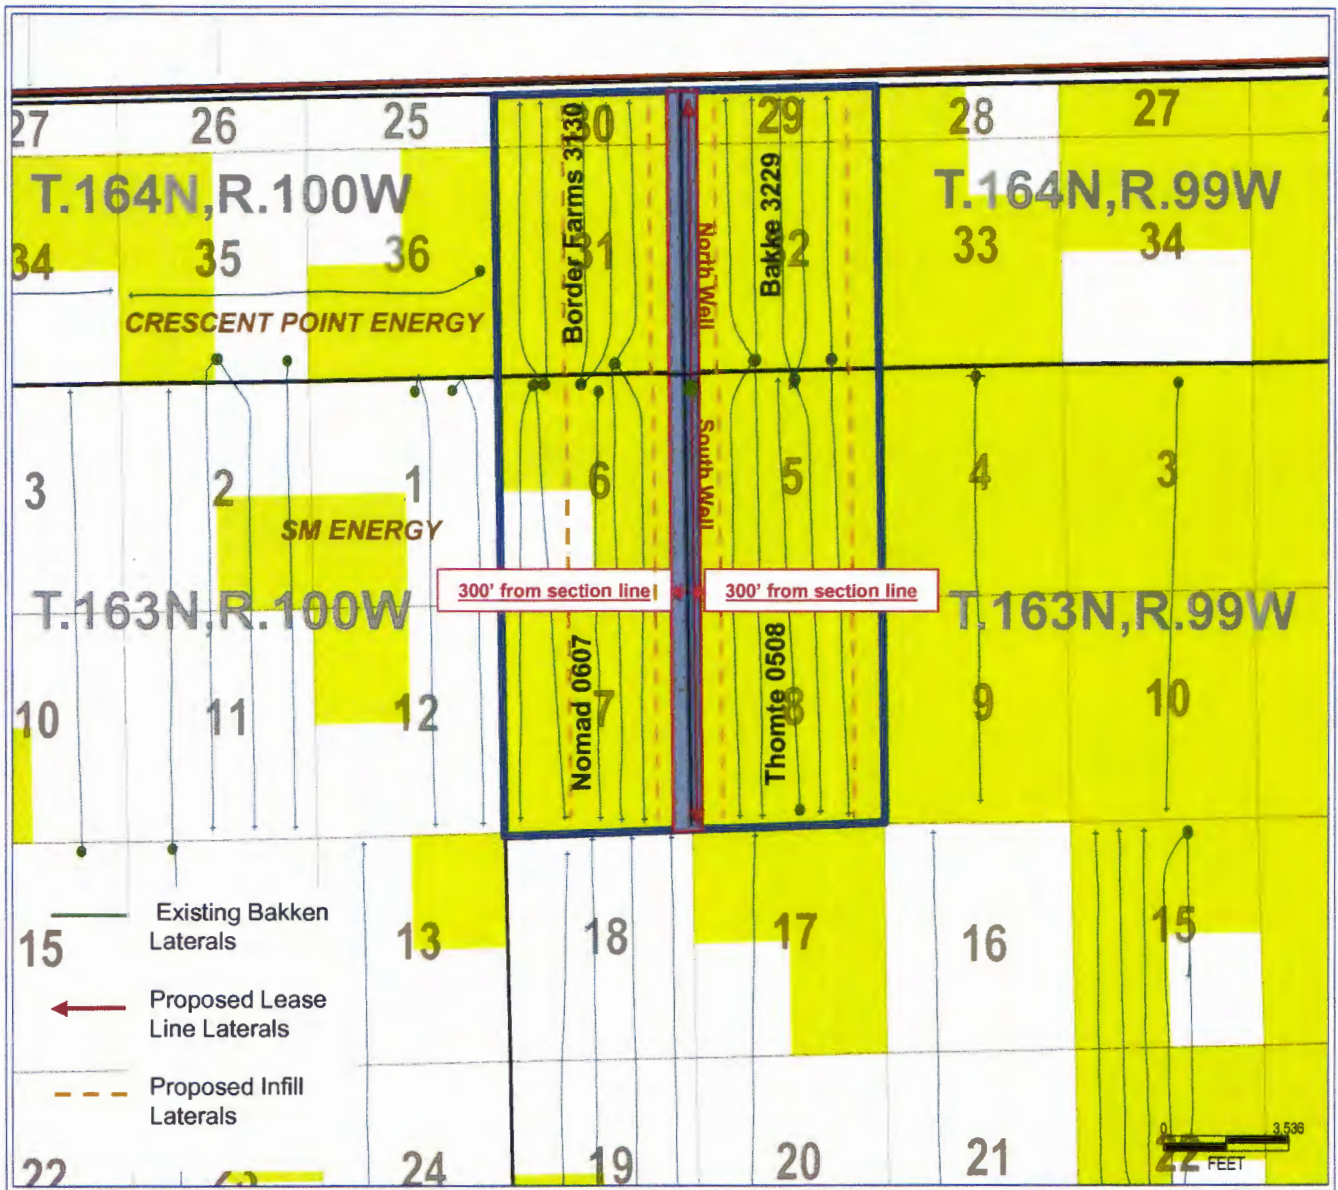 27
26
25
30
29
28
27
T.164N,R.100W
T.164N,R.99W
Border Farms 3130
Bakke 3229
34
35
36
31
North Well
32
33
34
CRESCENT POINT ENERGY
3
2
1
6
South Well
5
4
3
SM ENERGY
300' from section line
300' from section line
T.163N,R.100W
T.163N,R.99W
Nomad 0607
Thomte 0508
10
11
12
7
8
9
10
Existing Bakken
Laterals
15
13
18
17
16
15
Proposed Lease
Line Laterals
Proposed Infill
Laterals
0
3,536
FEET
22
24
19
20
21
22